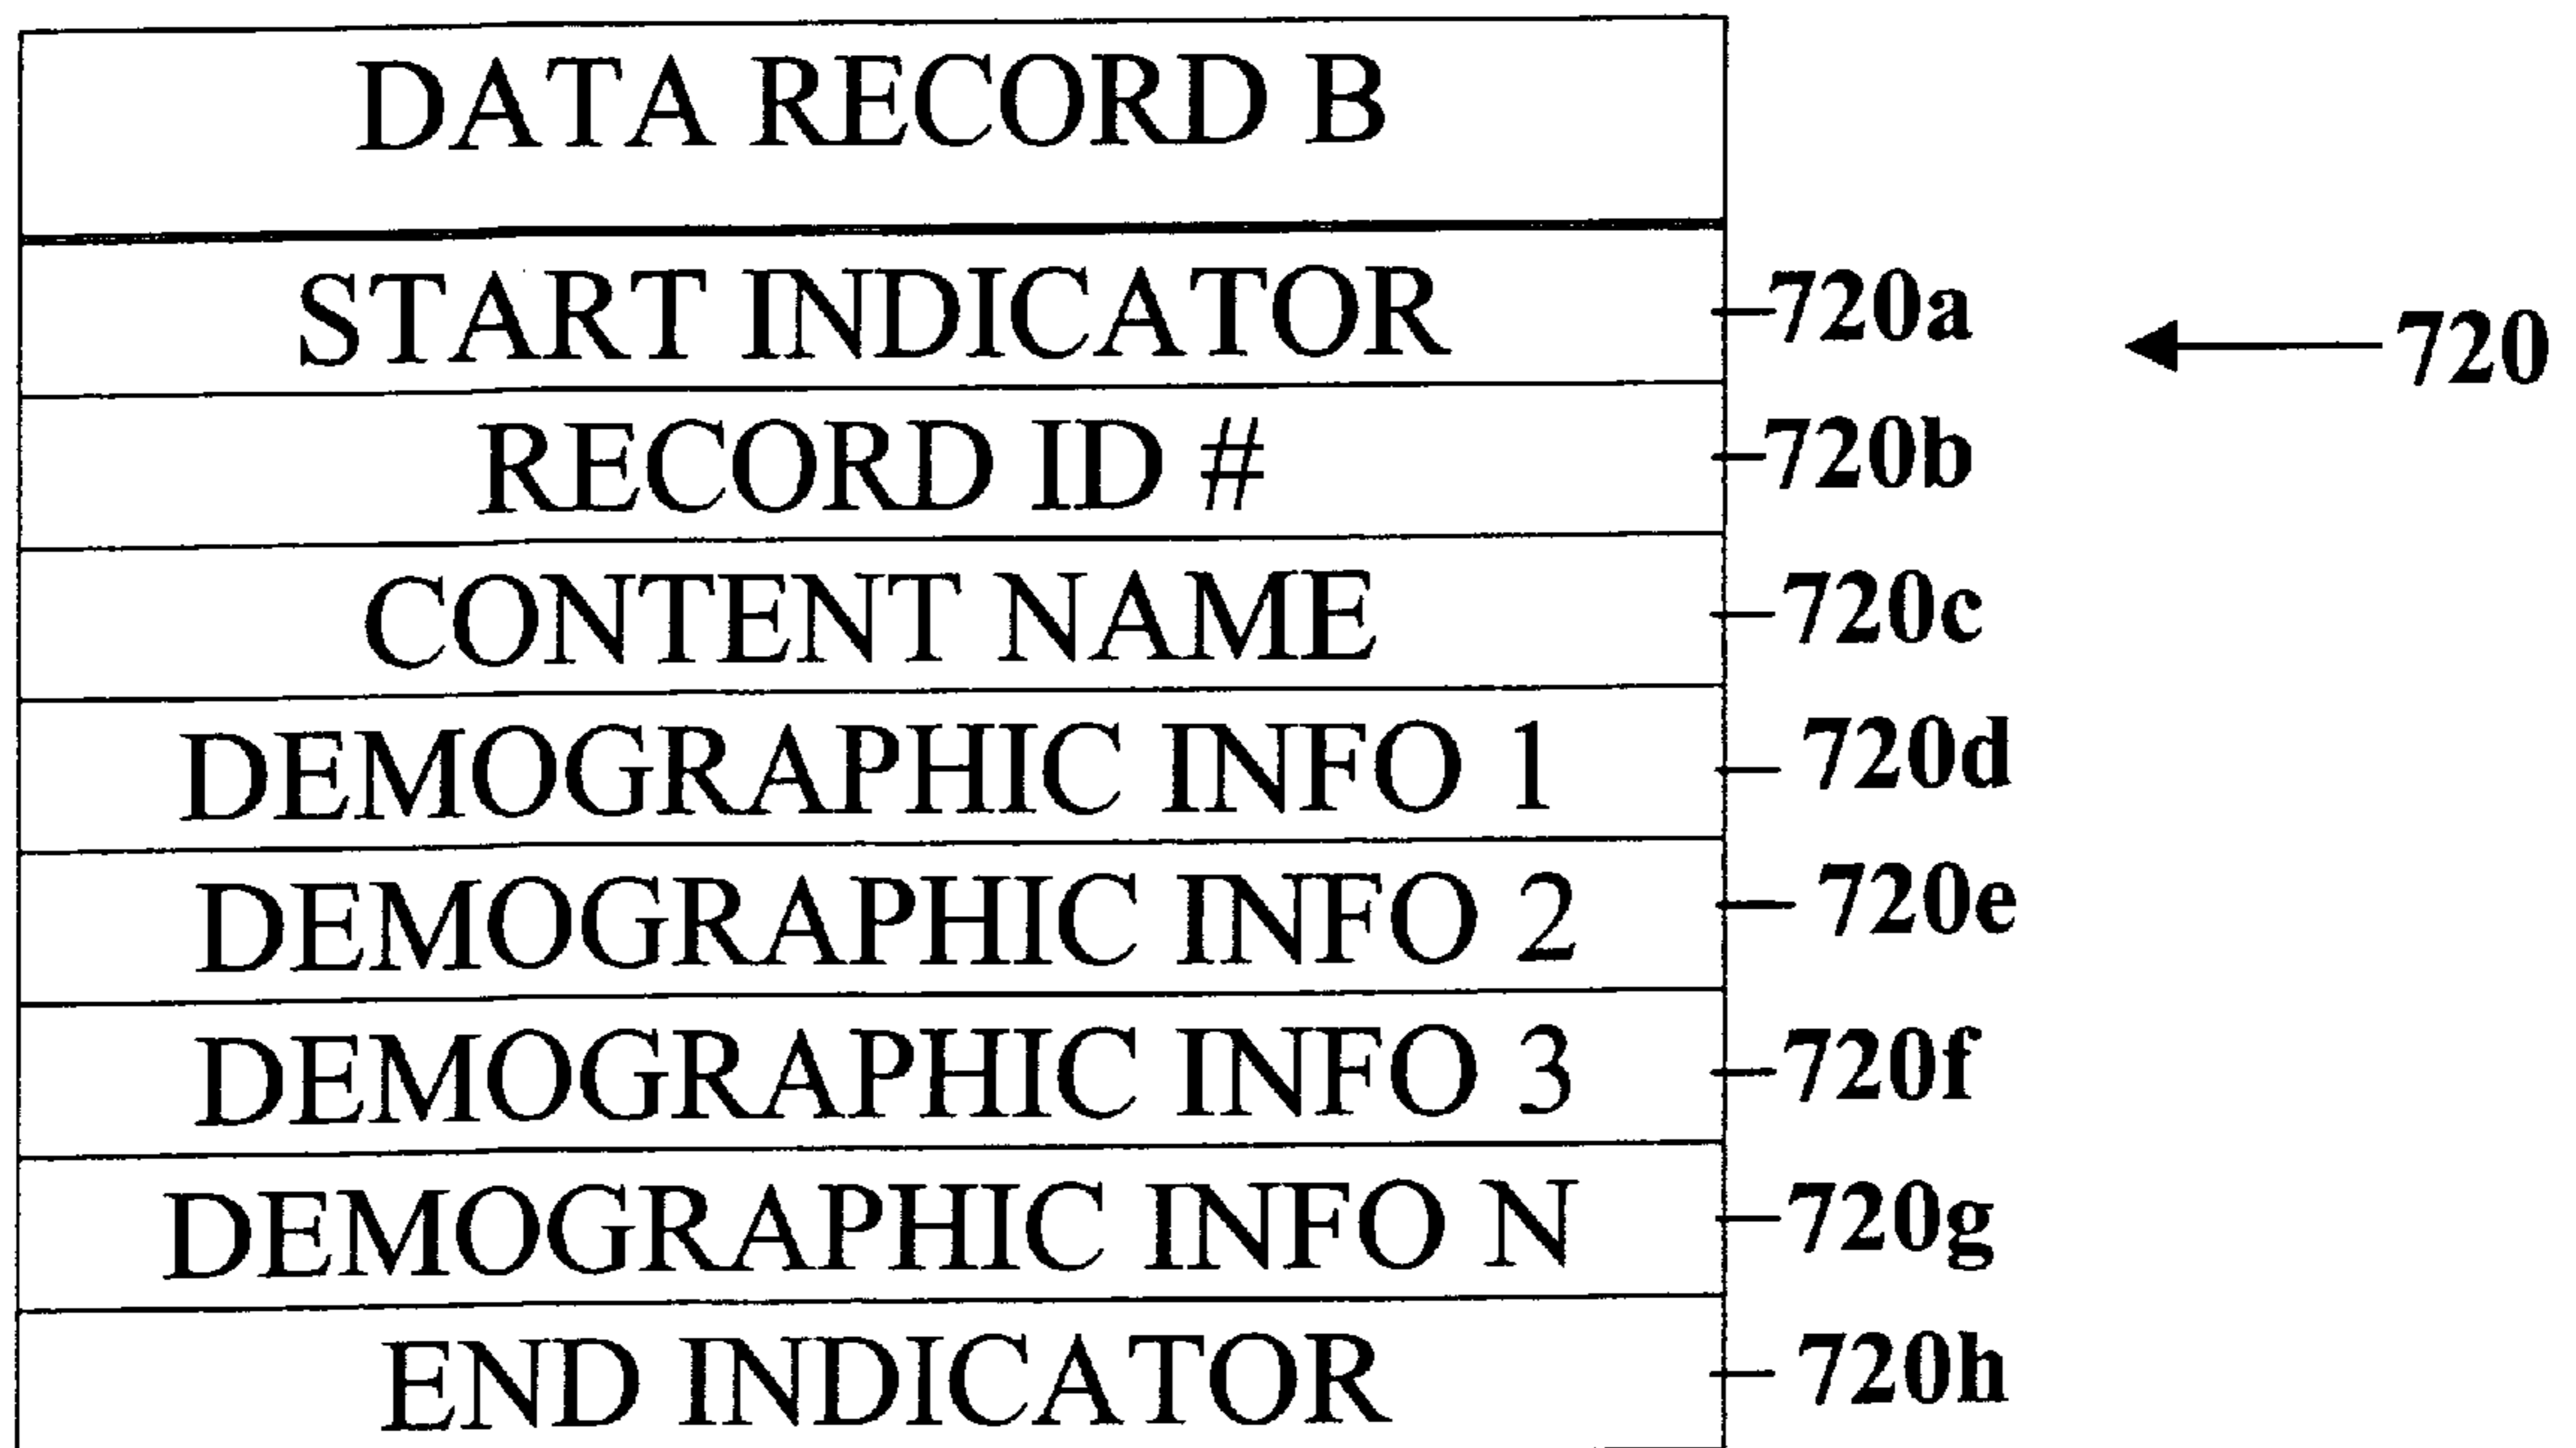 DATA RECORD B
START INDICATOR 720a
720
RECORD ID # 720b
CONTENT NAME 720c
DEMOGRAPHIC INFO 1 720d
DEMOGRAPHIC INFO 2 720e
DEMOGRAPHIC INFO 3 720f
DEMOGRAPHIC INFO N 720g
END INDICATOR 720h